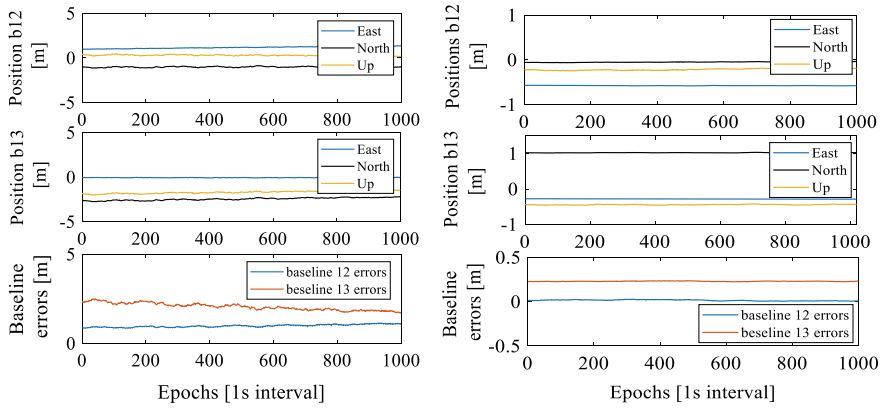 Position b12
[m]
5
0
-5
East
North
Up
0 200 400 600 800 1000
Position b13
[m]
5
0
-5
East
North
Up
0 200 400 600 800 1000
Baseline
errors [m]
5
0
baseline 12 errors
beseline 13 errors
0 200 400 600 800 1000
Epochs [1s interval]
Positions b12
[m]
1
0
-1
East
North
Up
0 200 400 600 800 1000
Position b13
[m]
1
0
-1
East
North
Up
0 200 400 600 800 1000
Baseline
errors [m]
0.5
0
-0.5
baseline 12 errors
beseline 13 errors
0 200 400 600 800 1000
Epochs [1s interval]